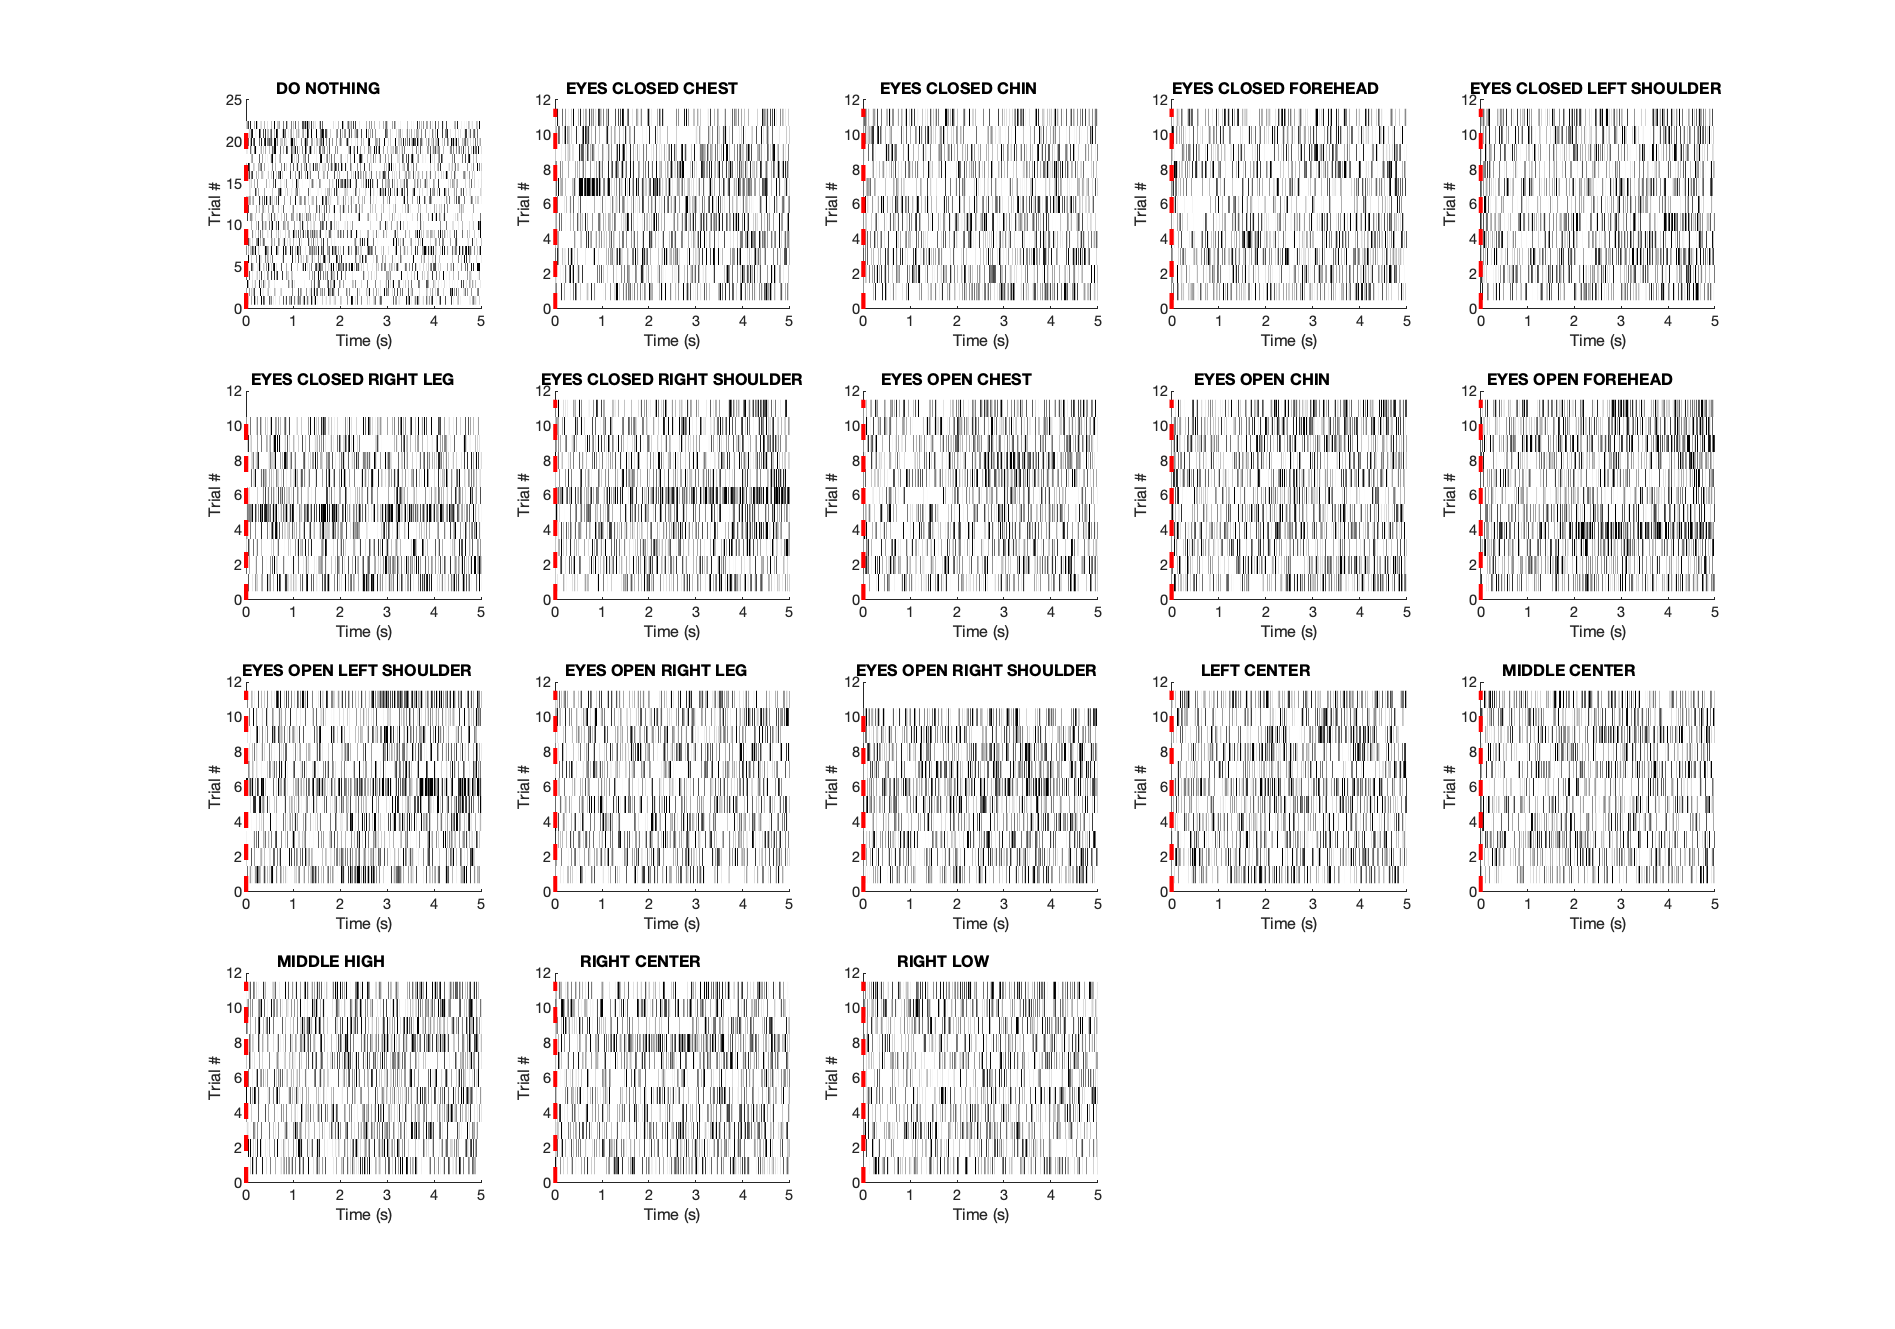 DO NOTHING
25
20
15
10
5
0
Trial #
0 1 2 3 4 5
Time (s)
EYES CLOSED CHEST
12
10
8
6
4
2
0
Trial #
0 1 2 3 4 5
Time (s)
EYES CLOSED CHIN
12
10
8
6
4
2
0
Trial #
0 1 2 3 4 5
Time (s)
EYES CLOSED FOREHEAD
12
10
8
6
4
2
0
Trial #
0 1 2 3 4 5
Time (s)
EYES CLOSED LEFT SHOULDER
12
10
8
6
4
2
0
Trial #
0 1 2 3 4 5
Time (s)
EYES CLOSED RIGHT LEG
12
10
8
6
4
2
0
Trial #
0 1 2 3 4 5
Time (s)
EYES CLOSED RIGHT SHOULDER
12
10
8
6
4
2
0
Trial #
0 1 2 3 4 5
Time (s)
EYES OPEN CHEST
12
10
8
6
4
2
0
Trial #
0 1 2 3 4 5
Time (s)
EYES OPEN CHIN
12
10
8
6
4
2
0
Trial #
0 1 2 3 4 5
Time (s)
EYES OPEN FOREHEAD
12
10
8
6
4
2
0
Trial #
0 1 2 3 4 5
Time (s)
EYES OPEN LEFT SHOULDER
12
10
8
6
4
2
0
Trial #
0 1 2 3 4 5
Time (s)
EYES OPEN RIGHT LEG
12
10
8
6
4
2
0
Trial #
0 1 2 3 4 5
Time (s)
EYES OPEN RIGHT SHOULDER
12
10
8
6
4
2
0
Trial #
0 1 2 3 4 5
Time (s)
LEFT CENTER
12
10
8
6
4
2
0
Trial #
0 1 2 3 4 5
Time (s)
MIDDLE CENTER
12
10
8
6
4
2
0
Trial #
0 1 2 3 4 5
Time (s)
MIDDLE HIGH
12
10
8
6
4
2
0
Trial #
0 1 2 3 4 5
Time (s)
RIGHT CENTER
12
10
8
6
4
2
0
Trial #
0 1 2 3 4 5
Time (s)
RIGHT LOW
12
10
8
6
4
2
0
Trial #
0 1 2 3 4 5
Time (s)